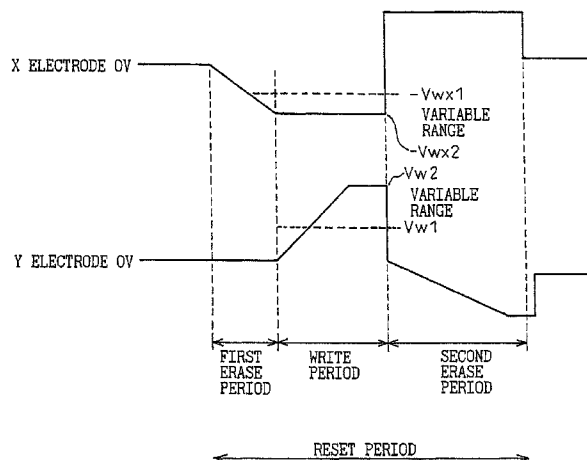 X ELECTRODE 0V
-Vwx1
VARIABLE
RANGE
-Vwx2
Vw2
VARIABLE
RANGE
Vw1
Y ELECTRODE 0V
FIRST
ERASE
PERIOD
WRITE
PERIOD
SECOND
ERASE
PERIOD
RESET PERIOD